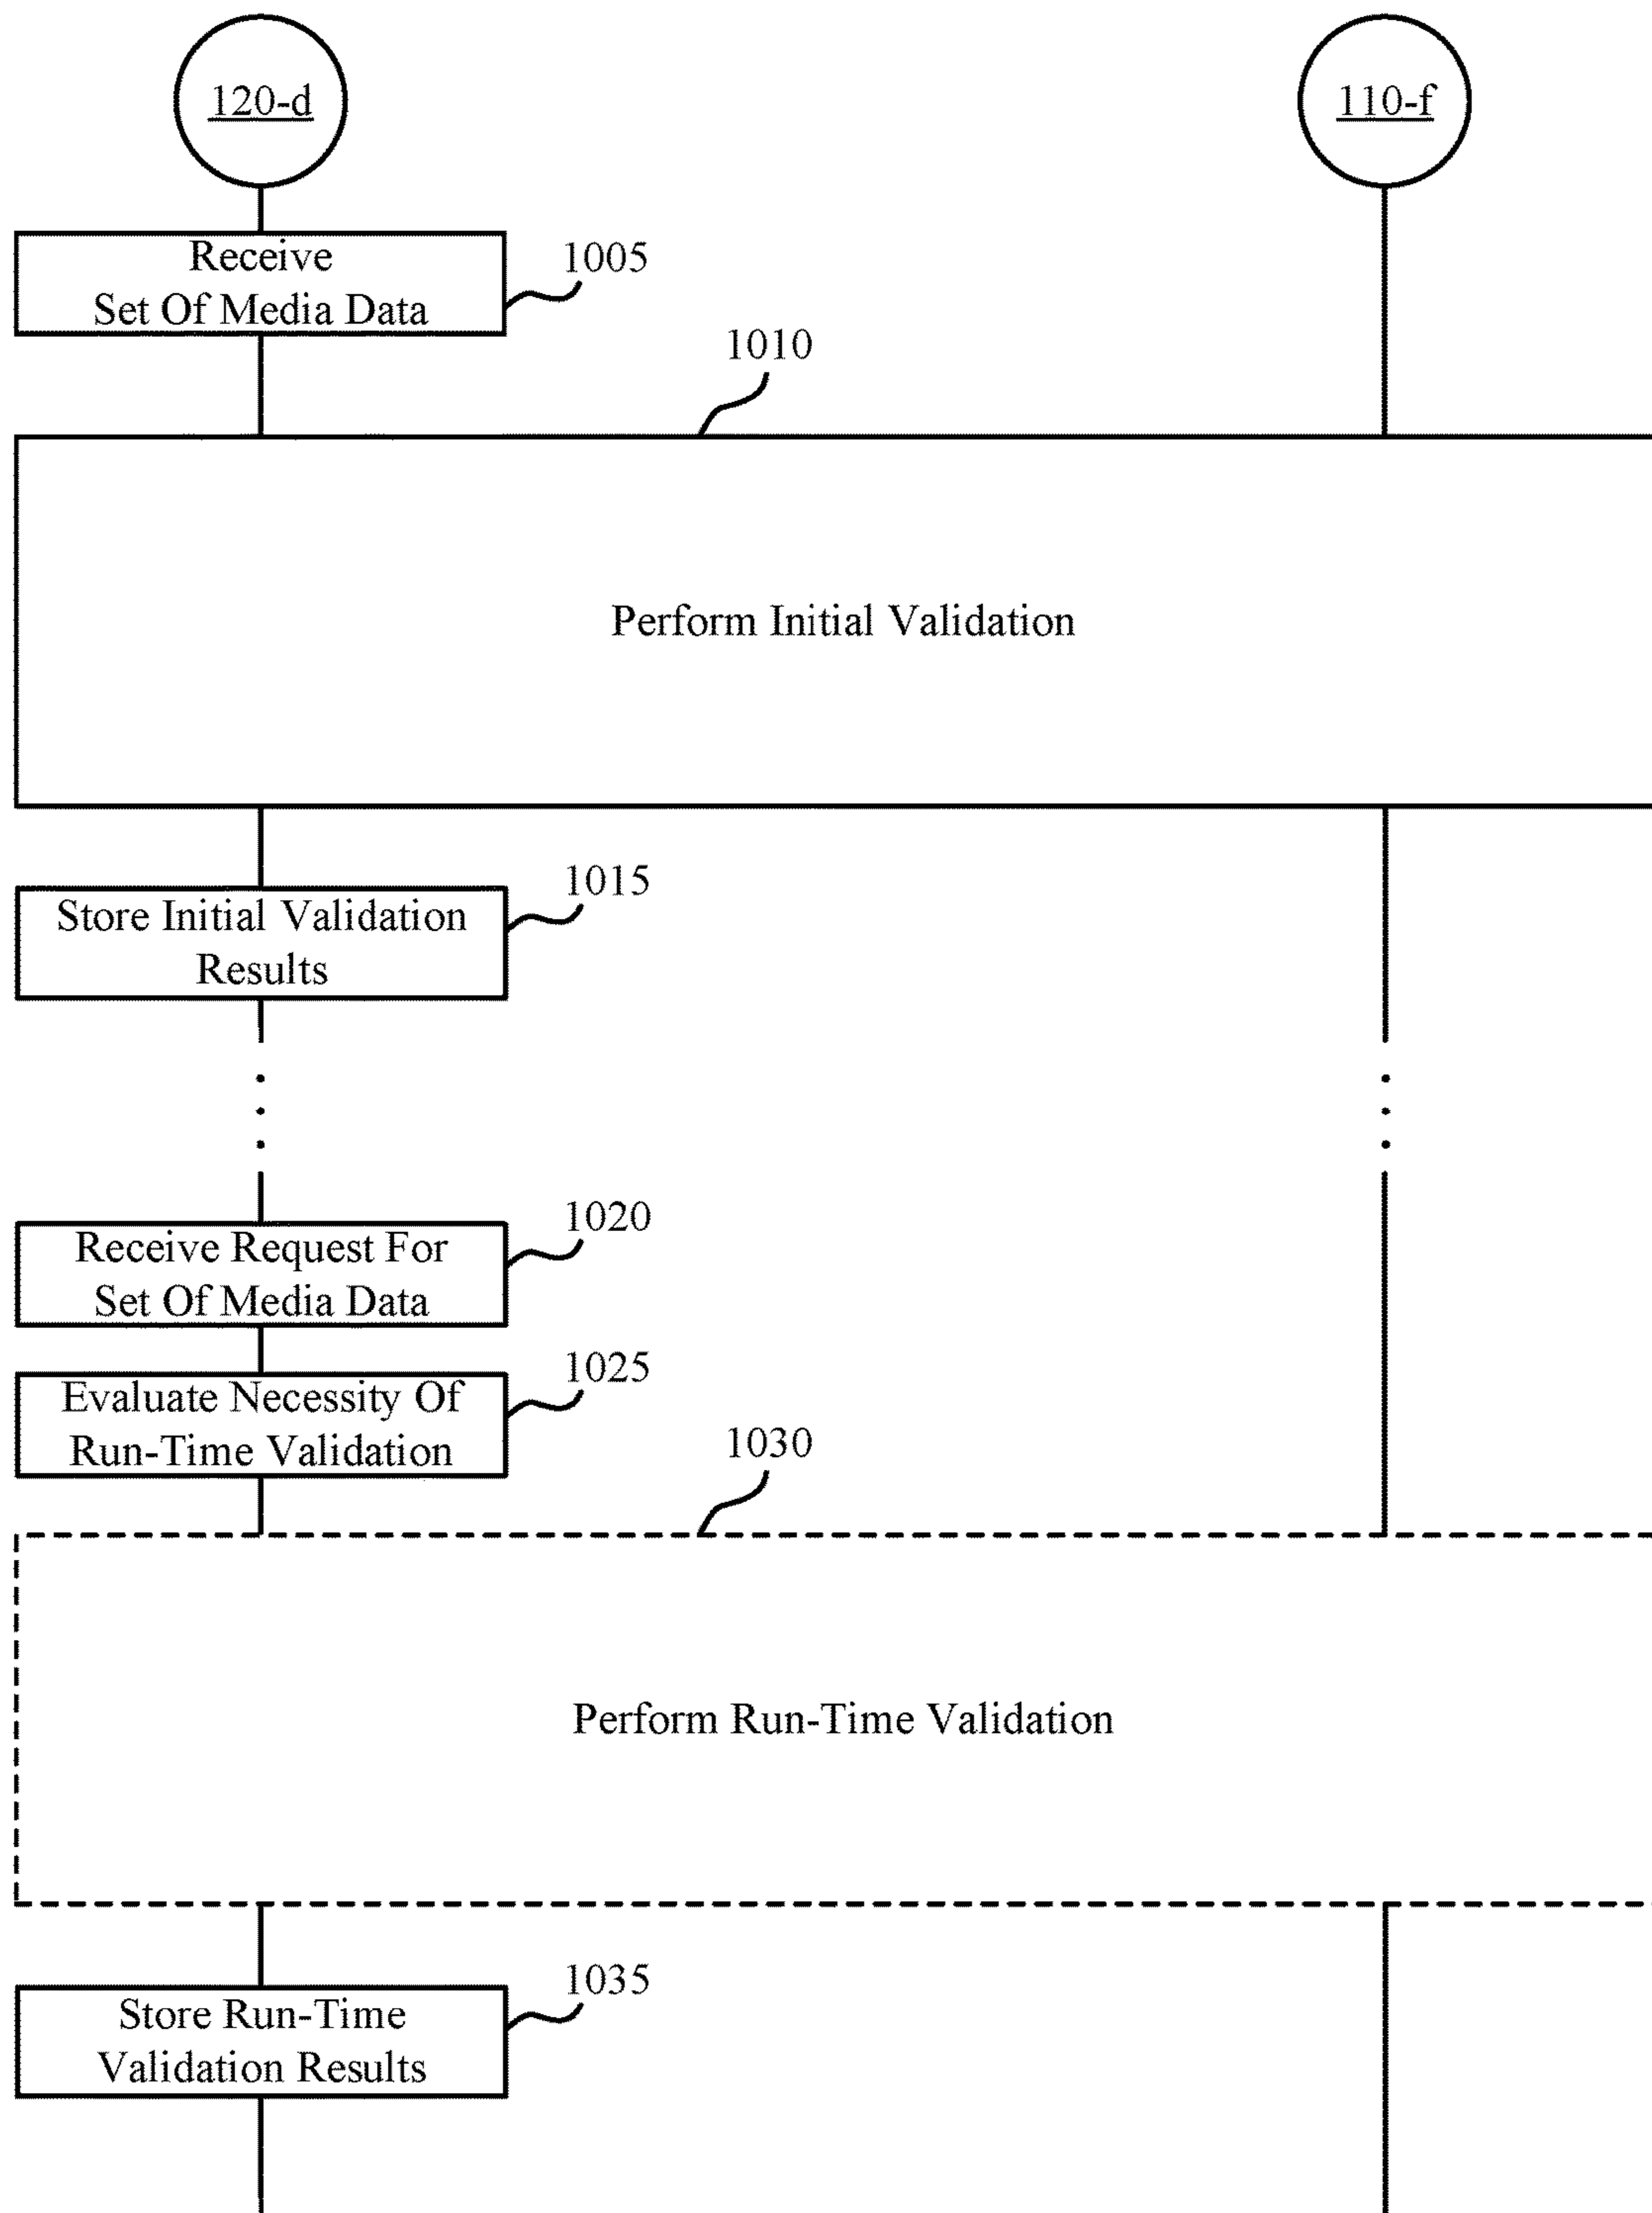 120-d
110-f
Receive
Set Of Media Data
1005
1010
Perform Initial Validation
1015
Store Initial Validation
Results
1020
Receive Request For
Set Of Media Data
1025
Evaluate Necessity Of
Run-Time Validation
1030
Perform Run-Time Validation
1035
Store Run-Time
Validation Results